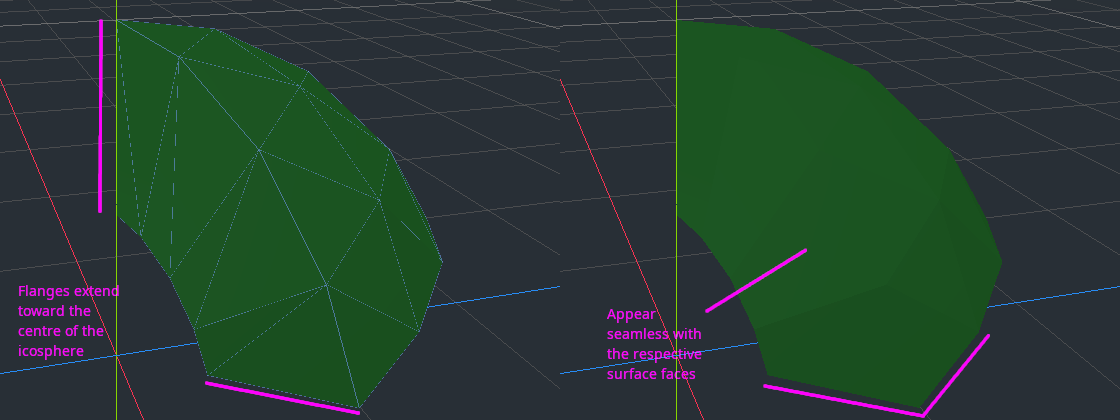 Flanges extend
toward the
centre of the
icosphere
Appear
seamless with
the respective
surface faces